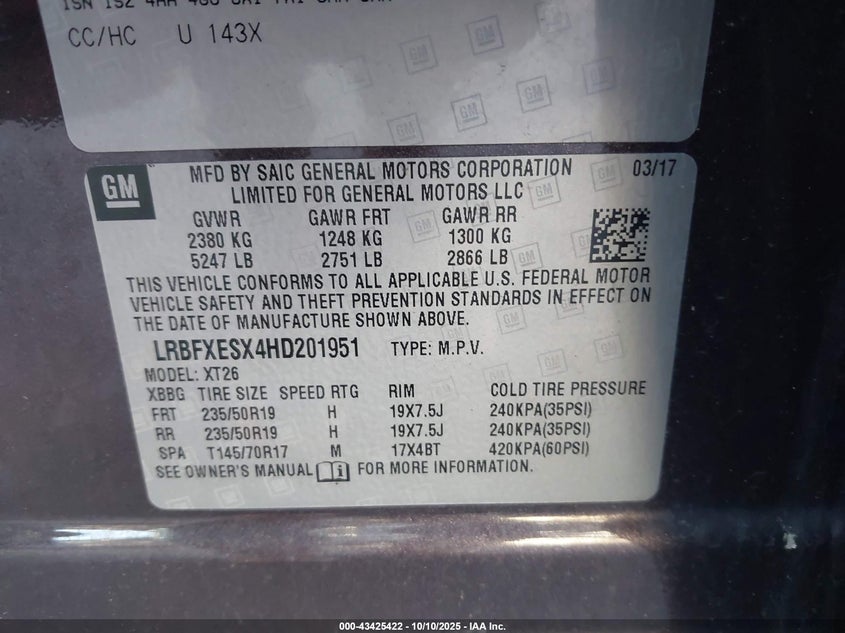 CC/HC U 143X
GM
MFD BY SAIC GENERAL MOTORS CORPORATION 03/17
LIMITED FOR GENERAL MOTORS LLC
GVWR GAWR FRT GAWR RR
2380 KG 1248 KG 1300 KG
5247 LB 2751 LB 2866 LB
THIS VEHICLE CONFORMS TO ALL APPLICABLE U.S. FEDERAL MOTOR
VEHICLE SAFETY AND THEFT PREVENTION STANDARDS IN EFFECT ON
THE DATE OF MANUFACTURE SHOWN ABOVE.
LRBFXESX4HD201951 TYPE: M.P.V.
MODEL: XT26
XBBG TIRE SIZE SPEED RTG RIM COLD TIRE PRESSURE
FRT 235/50R19 H 19X7.5J 240KPA(35PSI)
RR 235/50R19 H 19X7.5J 240KPA(35PSI)
SPA T145/70R17 M 17X4BT 420KPA(60PSI)
SEE OWNER'S MANUAL FOR MORE INFORMATION.
000-43425422 - 10/10/2025 - IAA Inc.